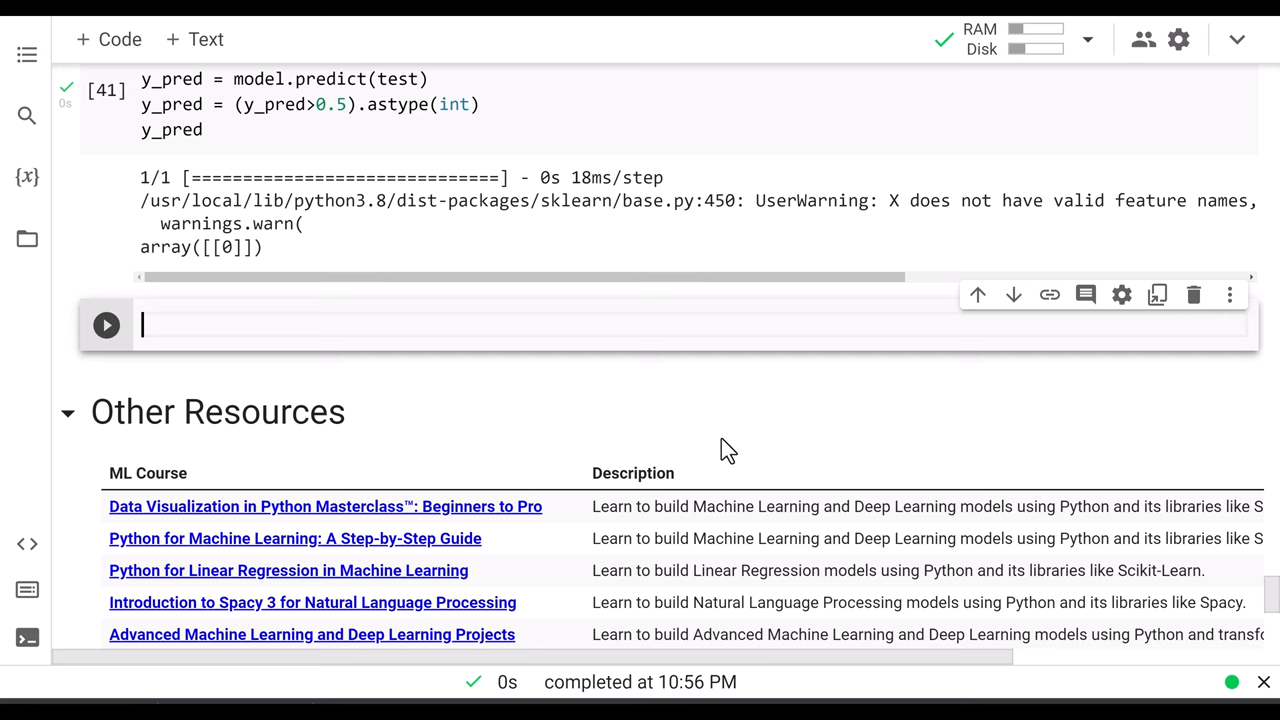 + Code + Text
RAM
Disk
[41]
0s
y_pred = model.predict(test)
y_pred = (y_pred>0.5).astype(int)
y_pred
1/1 [==============================] - 0s 18ms/step
/usr/local/lib/python3.8/dist-packages/sklearn/base.py:450: UserWarning: X does not have valid feature names,
warnings.warn(
array([[0]])
{x}
Other Resources
ML Course Description
Data Visualization in Python Masterclass™: Beginners to Pro Learn to build Machine Learning and Deep Learning models using Python and its libraries like S
Python for Machine Learning: A Step-by-Step Guide Learn to build Machine Learning and Deep Learning models using Python and its libraries like S
Python for Linear Regression in Machine Learning Learn to build Linear Regression models using Python and its libraries like Scikit-Learn.
Introduction to Spacy 3 for Natural Language Processing Learn to build Natural Language Processing models using Python and its libraries like Spacy.
Advanced Machine Learning and Deep Learning Projects Learn to build Advanced Machine Learning and Deep Learning models using Python and transfo
0s completed at 10:56 PM